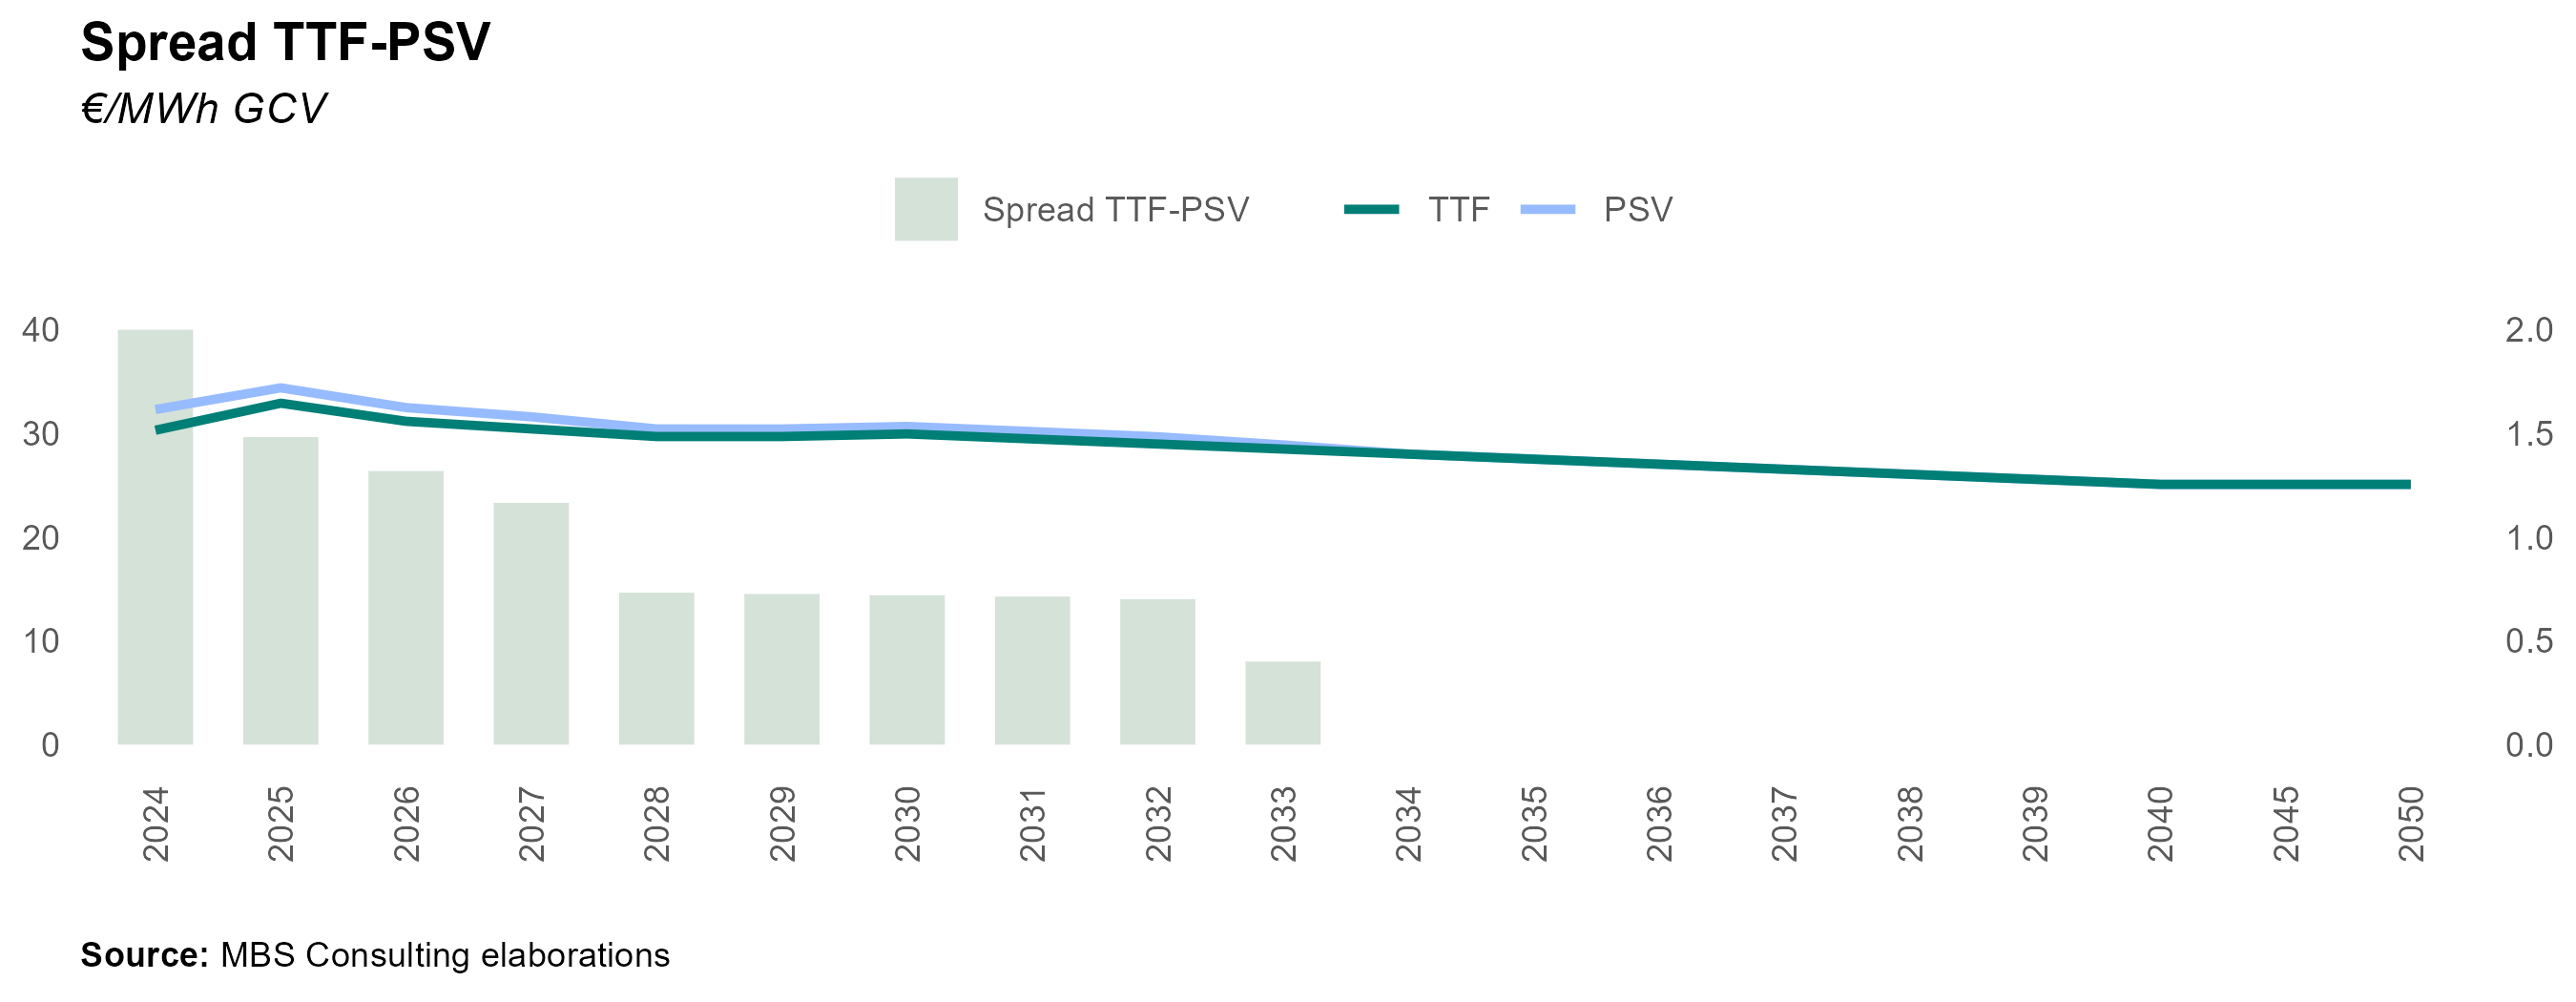 Spread TTF-PSV
€/MWh GCV
Spread TTF-PSV TTF PSV
40 2.0
30 1.5
20 1.0
10 0.5
0 0.0
2024 2025 2026 2027 2028 2029 2030 2031 2032 2033 2034 2035 2036 2037 2038 2039 2040 2045 2050
Source: MBS Consulting elaborations